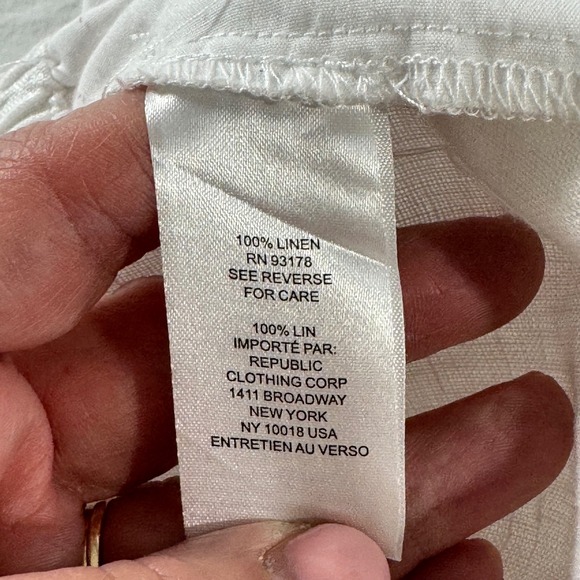 100% LINEN
RN 93178
SEE REVERSE
FOR CARE
100% LIN
IMPORTÉ PAR:
REPUBLIC
CLOTHING CORP
1411 BROADWAY
NEW YORK
NY 10018 USA
ENTRETIEN AU VERSO